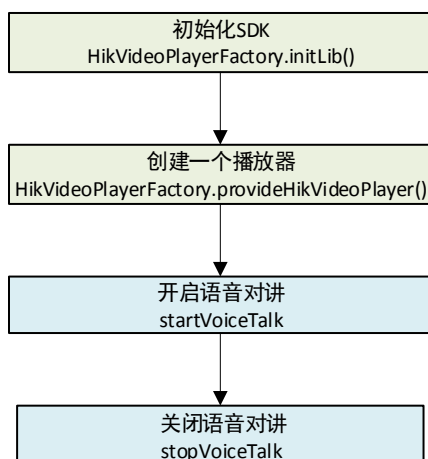 初始化SDK
HikVideoPlayerFactory.initLib()
创建一个播放器
HikVideoPlayerFactory.provideHikVideoPlayer()
开启语音对讲
startVoiceTalk
关闭语音对讲
stopVoiceTalk